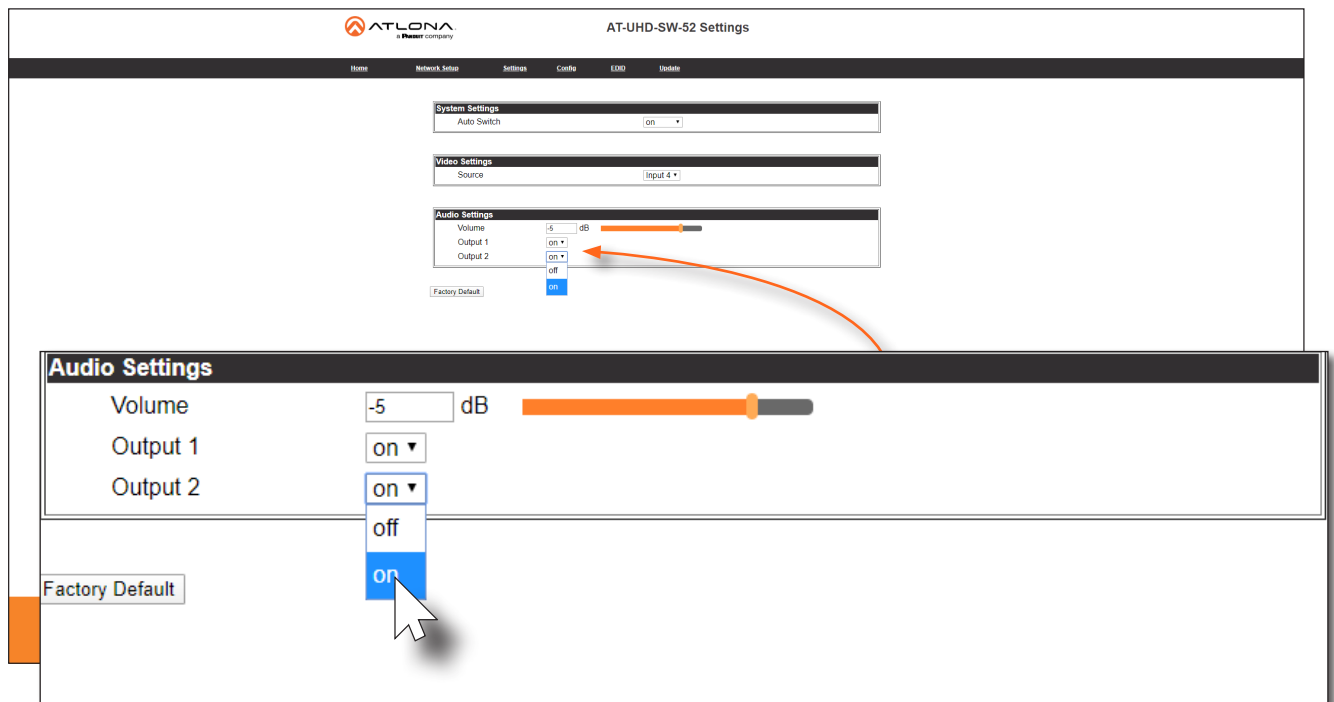 ATLONA
a PANDUIT company
AT-UHD-SW-52 Settings
Home Network Setup Settings Config EDID Update
System Settings
Auto Switch on
Video Settings
Source Input 4
Audio Settings
Volume -5 dB
Output 1 on
Output 2 on
off
on
Factory Default
Audio Settings
Volume -5 dB
Output 1 on
Output 2 on
off
on
Factory Default